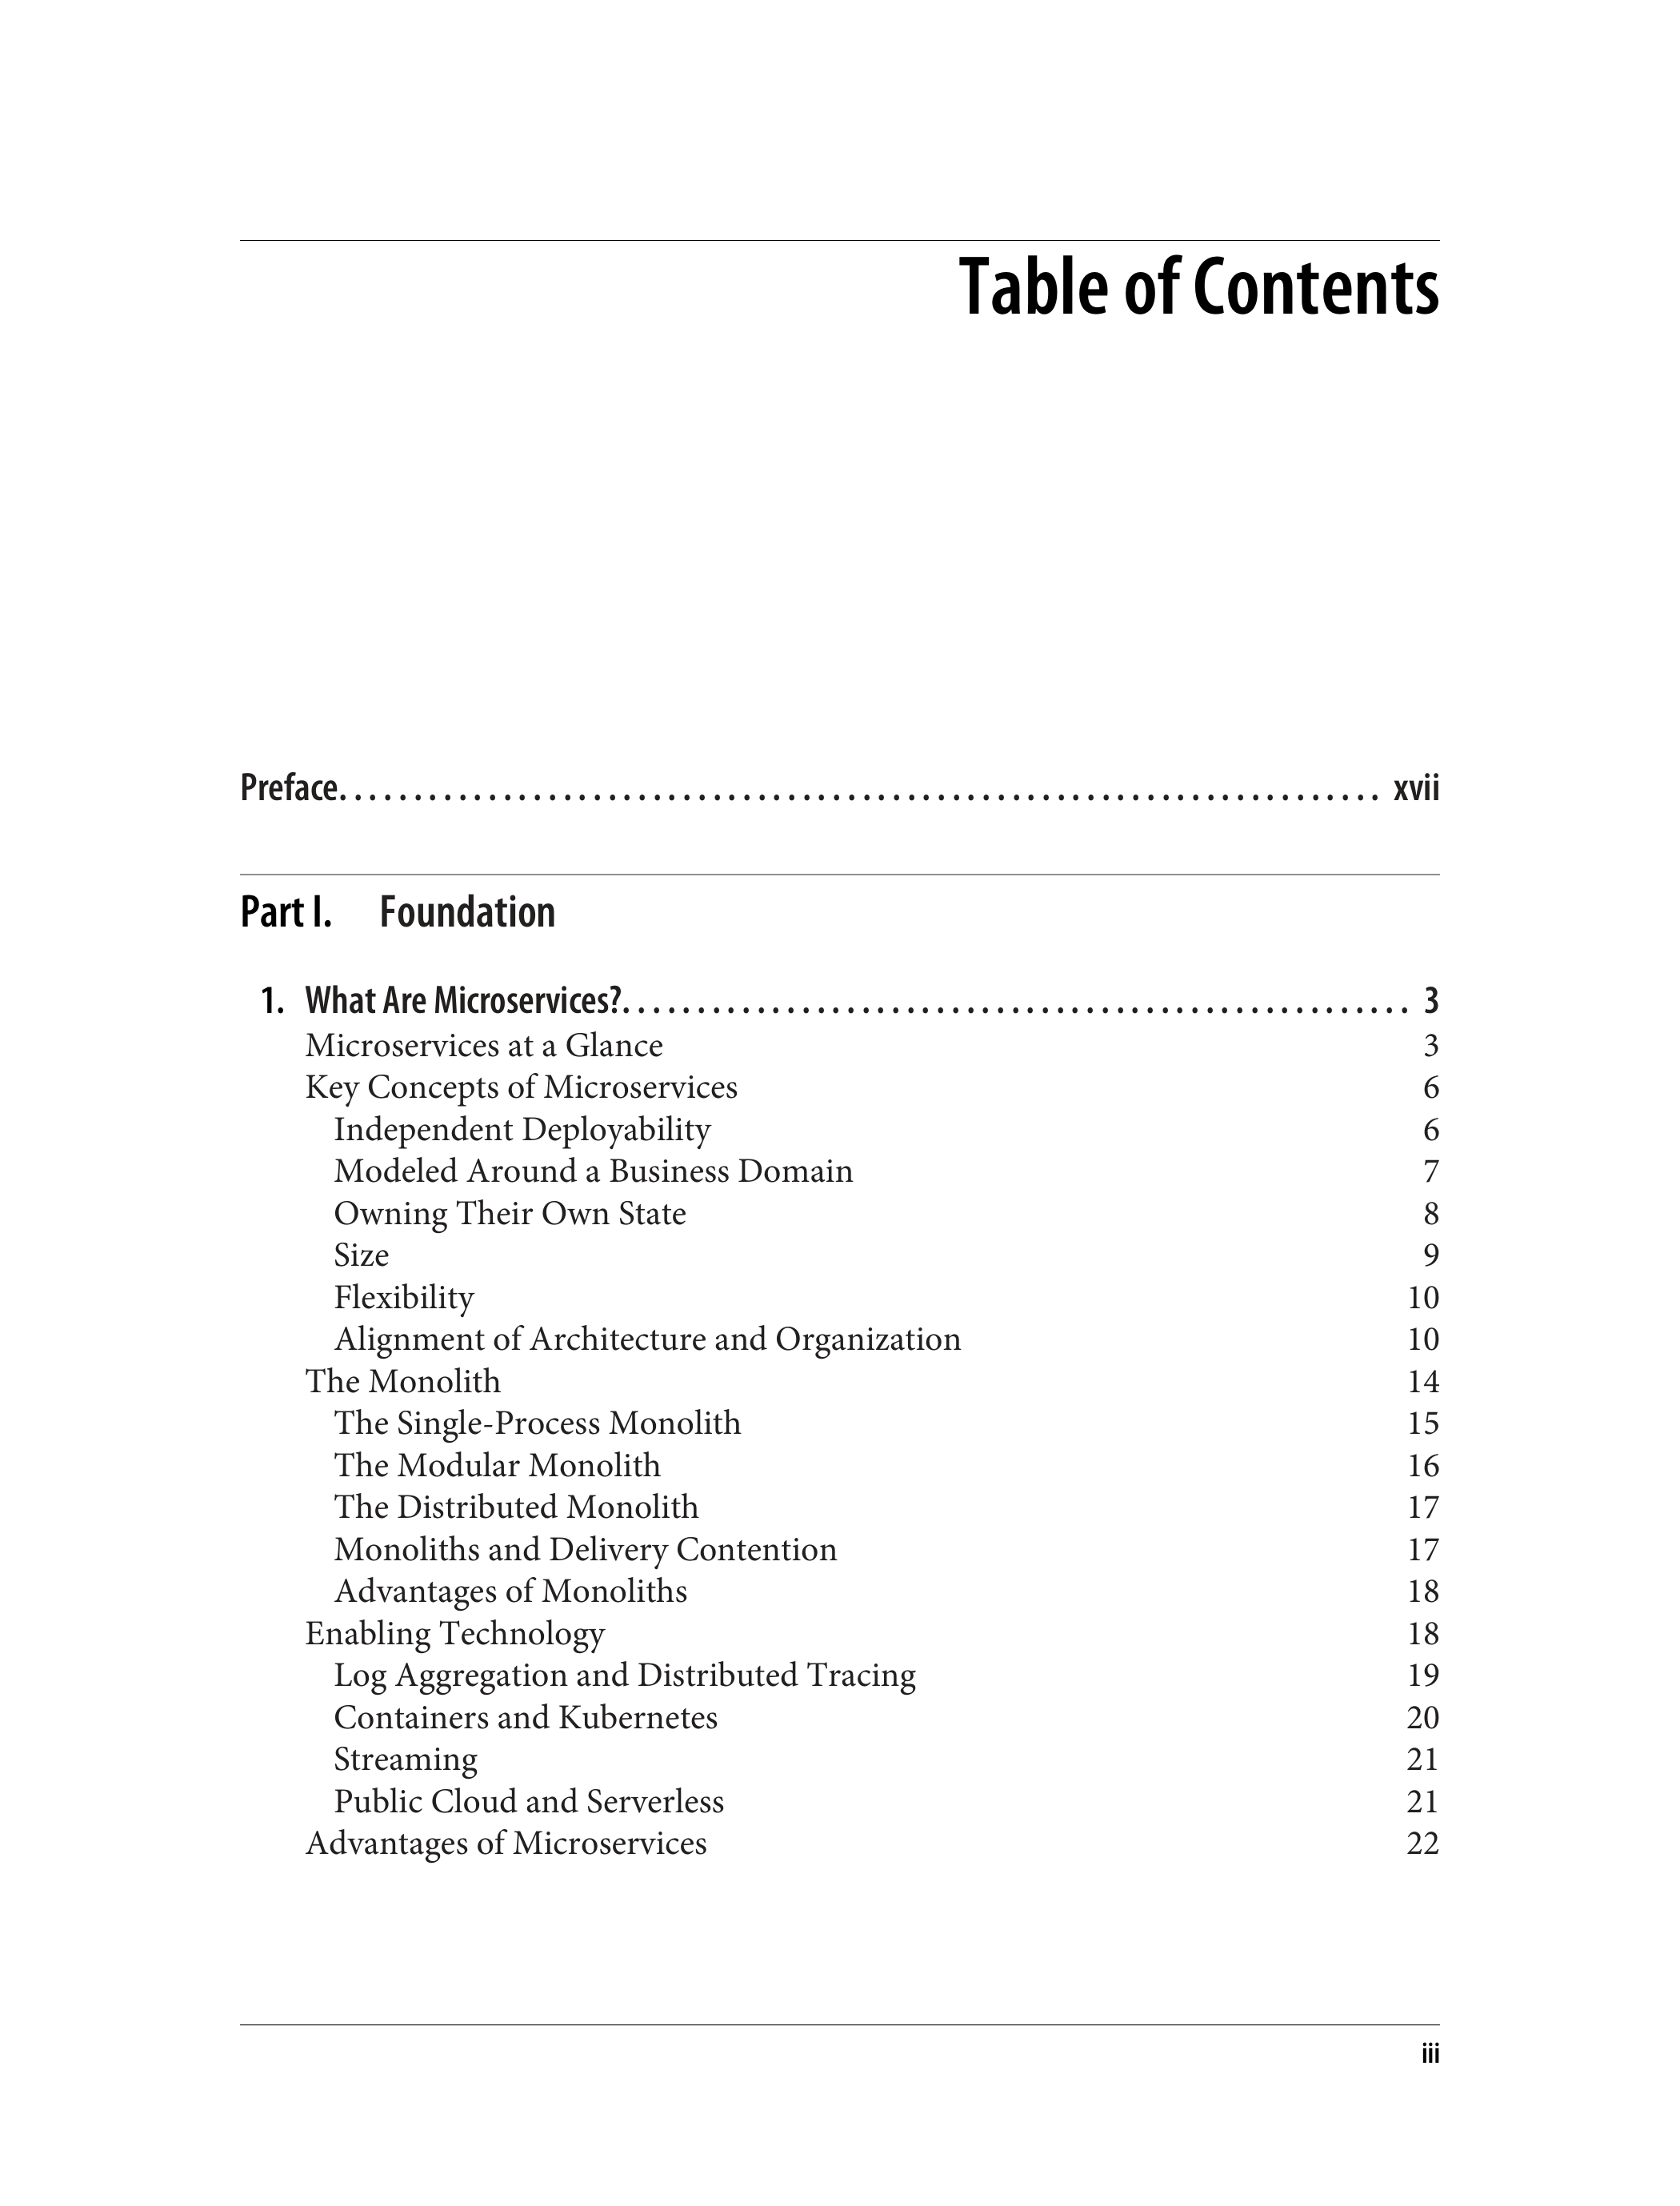 Table of Contents
Preface. . . . . . . . . . . . . . . . . . . . . . . . . . . . . . . . . . . . . . . . . . . . . . . . . . . . . . . . . . . . . . . . . . . . . . xvii
Part I. Foundation
1. What Are Microservices?. . . . . . . . . . . . . . . . . . . . . . . . . . . . . . . . . . . . . . . . . . . . . . . . . . . . . 3
Microservices at a Glance 3
Key Concepts of Microservices 6
Independent Deployability 6
Modeled Around a Business Domain 7
Owning Their Own State 8
Size 9
Flexibility 10
Alignment of Architecture and Organization 10
The Monolith 14
The Single-Process Monolith 15
The Modular Monolith 16
The Distributed Monolith 17
Monoliths and Delivery Contention 17
Advantages of Monoliths 18
Enabling Technology 18
Log Aggregation and Distributed Tracing 19
Containers and Kubernetes 20
Streaming 21
Public Cloud and Serverless 21
Advantages of Microservices 22
iii